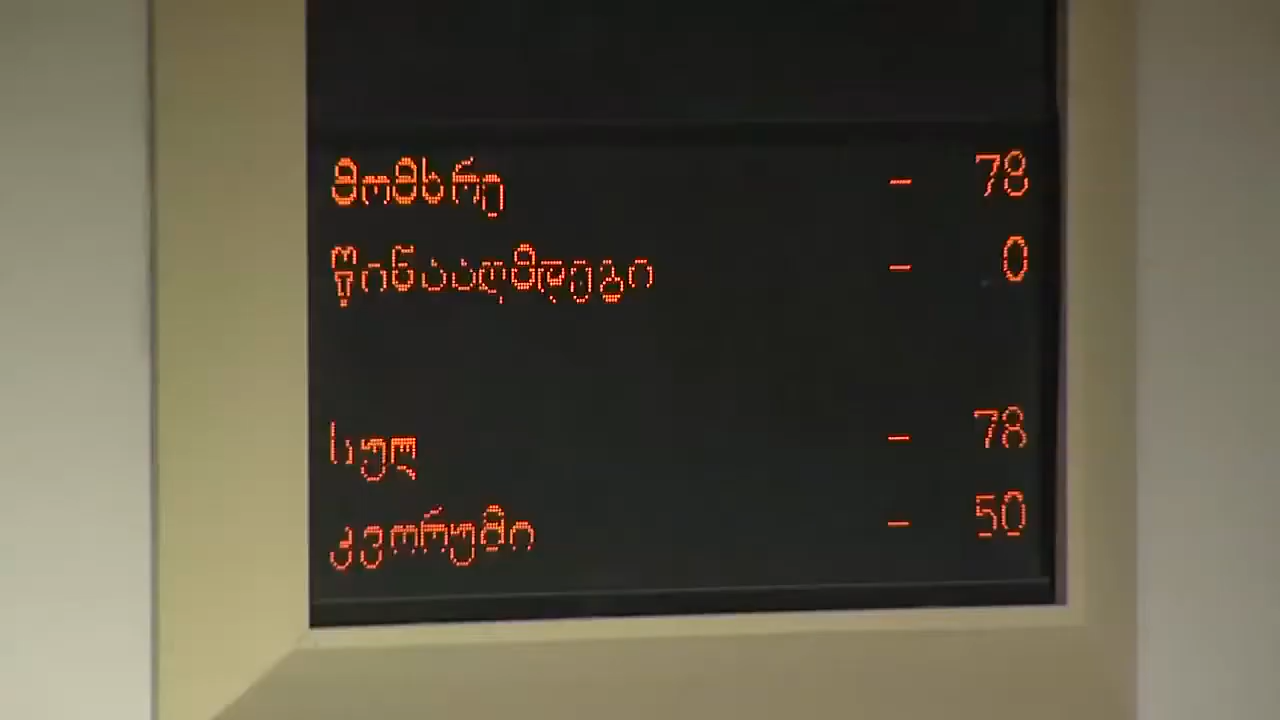 მომხრე - 78
წინააღმდეგი - 0
სულ - 78
კვორუმი - 50